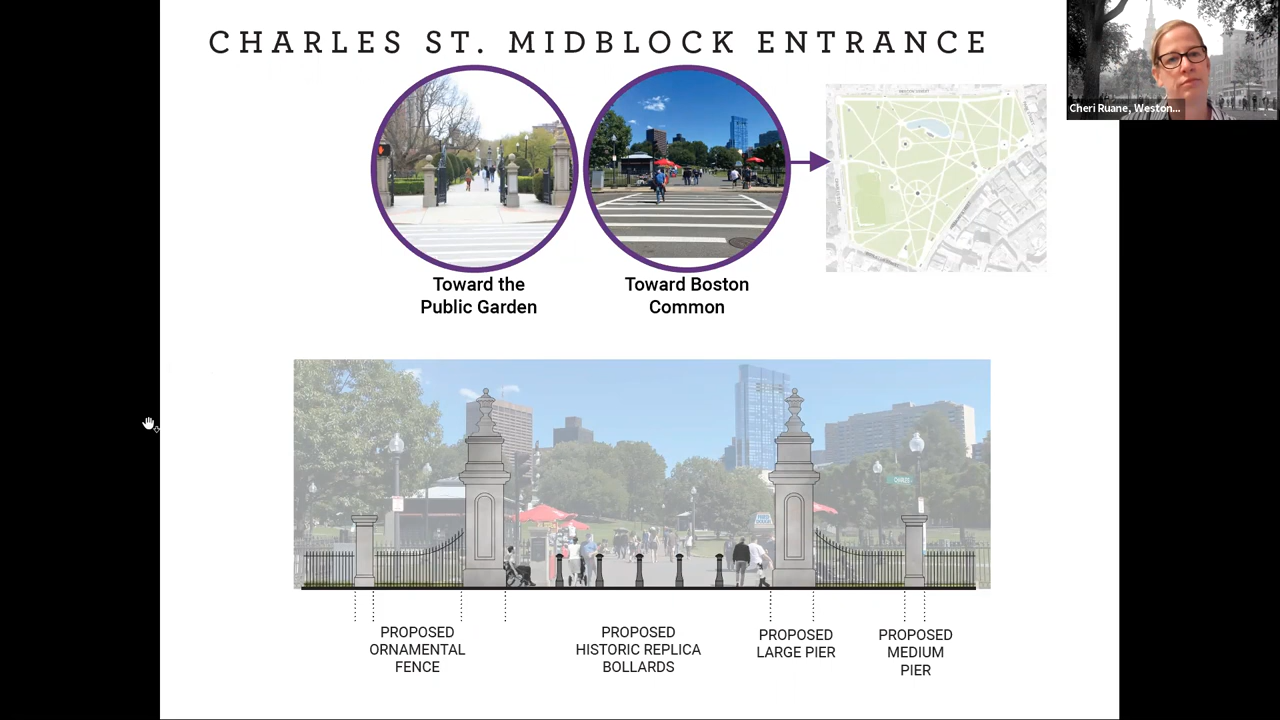 CHARLES ST. MIDBLOCK ENTRANCE
Cheri Ruane, Weston...
Toward the
Public Garden
Toward Boston
Common
CHARLES
PROPOSED
ORNAMENTAL
FENCE
PROPOSED
HISTORIC REPLICA
BOLLARDS
PROPOSED
LARGE PIER
PROPOSED
MEDIUM
PIER